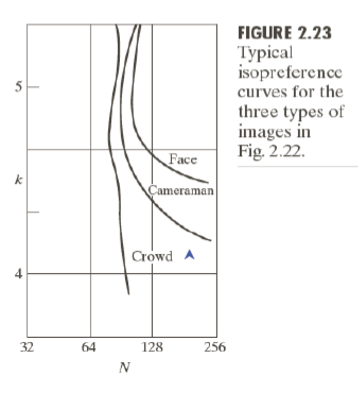 FIGURE 2.23
Typical
isopreference
curves for the
three types of
images in
Fig. 2.22.
5
k
4
Face
Cameraman
Crowd
32 64 128 256
N